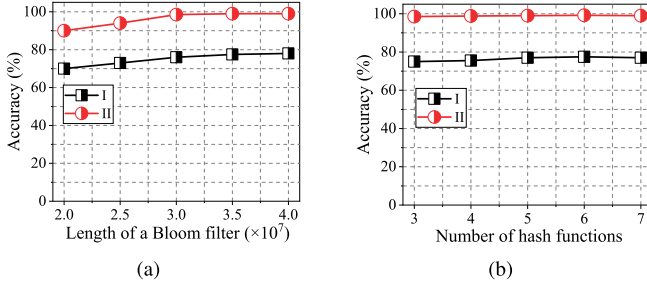 100
80
60
40
20
0
Accuracy (%)
I
II
2.0 2.5 3.0 3.5 4.0
Length of a Bloom filter (×10⁷)
(a)
100
80
60
40
20
0
Accuracy (%)
I
II
3 4 5 6 7
Number of hash functions
(b)